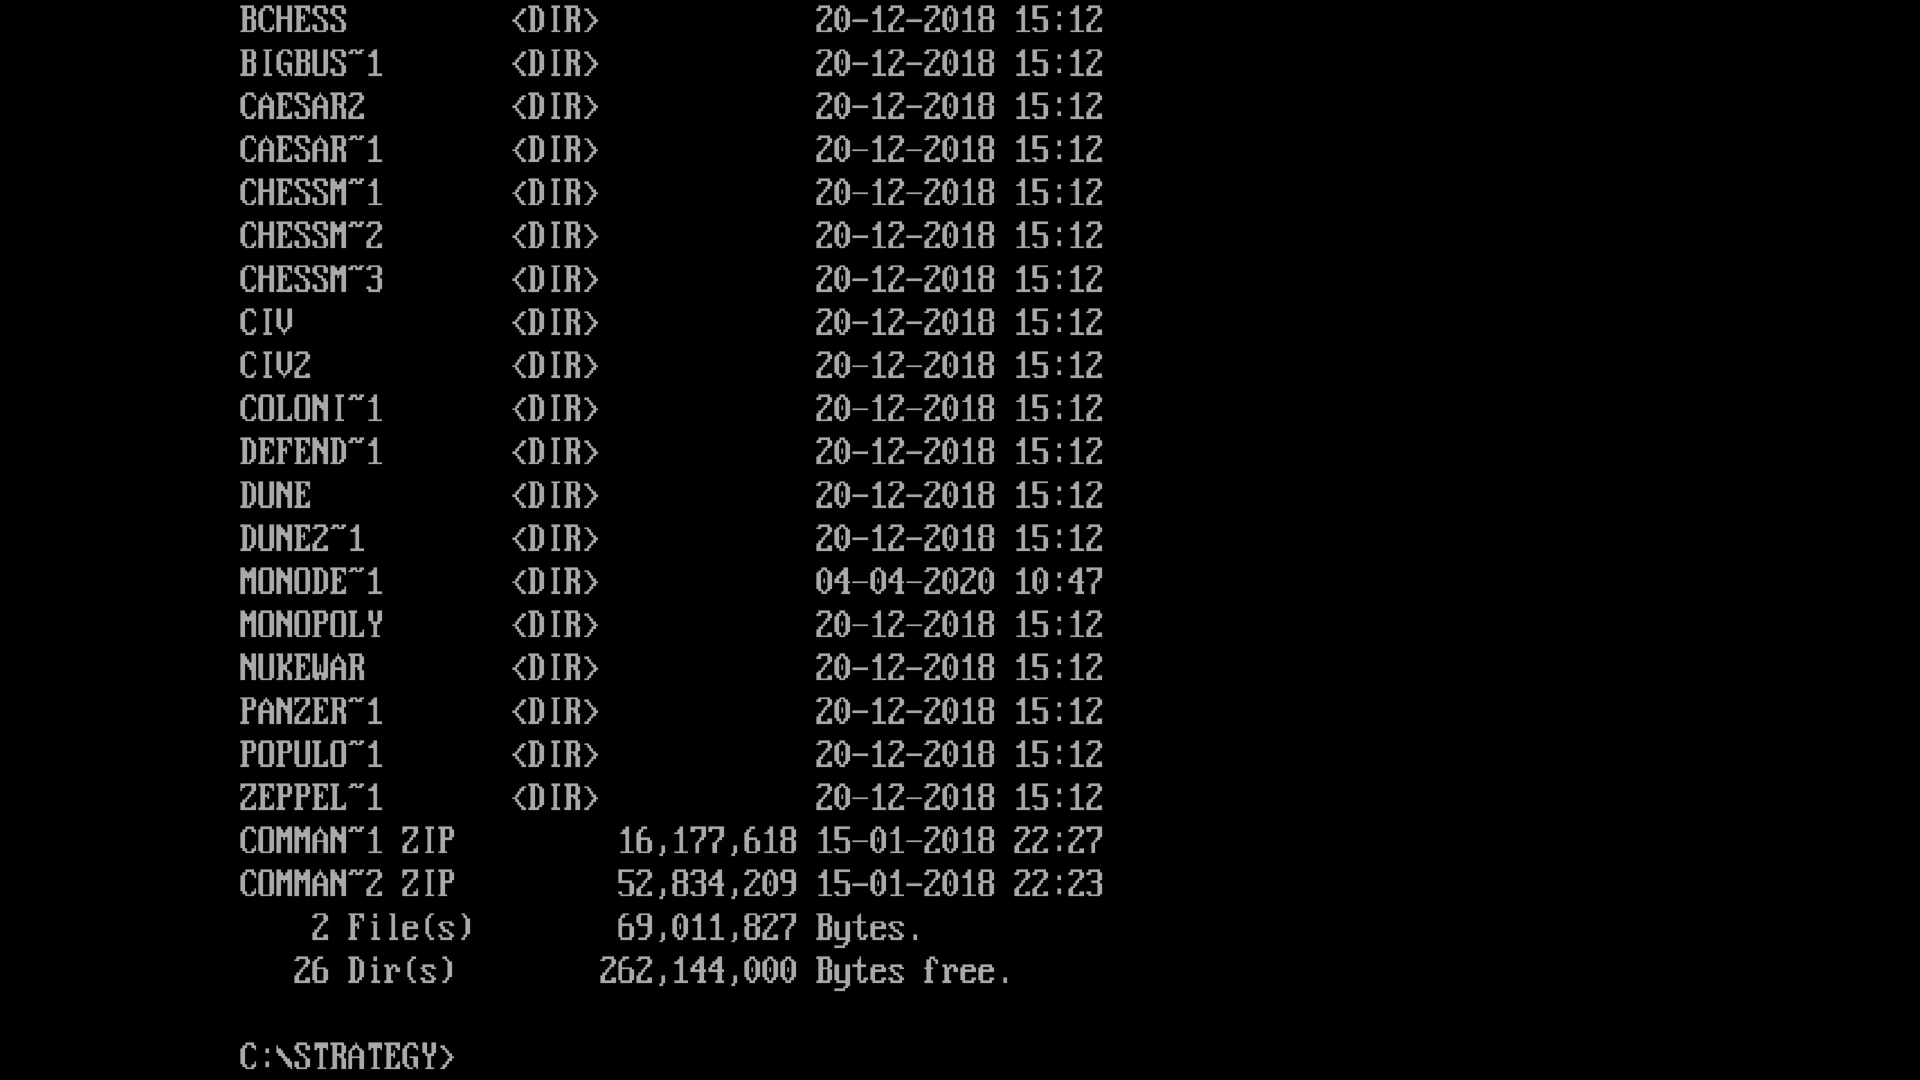 BCHESS <DIR> 20-12-2018 15:12
BIGBUS~1 <DIR> 20-12-2018 15:12
CAESAR2 <DIR> 20-12-2018 15:12
CAESAR~1 <DIR> 20-12-2018 15:12
CHESSM~1 <DIR> 20-12-2018 15:12
CHESSM~2 <DIR> 20-12-2018 15:12
CHESSM~3 <DIR> 20-12-2018 15:12
CIV <DIR> 20-12-2018 15:12
CIV2 <DIR> 20-12-2018 15:12
COLONI~1 <DIR> 20-12-2018 15:12
DEFEND~1 <DIR> 20-12-2018 15:12
DUNE <DIR> 20-12-2018 15:12
DUNE2~1 <DIR> 20-12-2018 15:12
MONODE~1 <DIR> 04-04-2020 10:47
MONOPOLY <DIR> 20-12-2018 15:12
NUKEWAR <DIR> 20-12-2018 15:12
PANZER~1 <DIR> 20-12-2018 15:12
POPULO~1 <DIR> 20-12-2018 15:12
ZEPPEL~1 <DIR> 20-12-2018 15:12
COMMAN~1 ZIP 16,177,618 15-01-2018 22:27
COMMAN~2 ZIP 52,834,209 15-01-2018 22:23
2 File(s) 69,011,827 Bytes.
26 Dir(s) 262,144,000 Bytes free.
C:\STRATEGY>